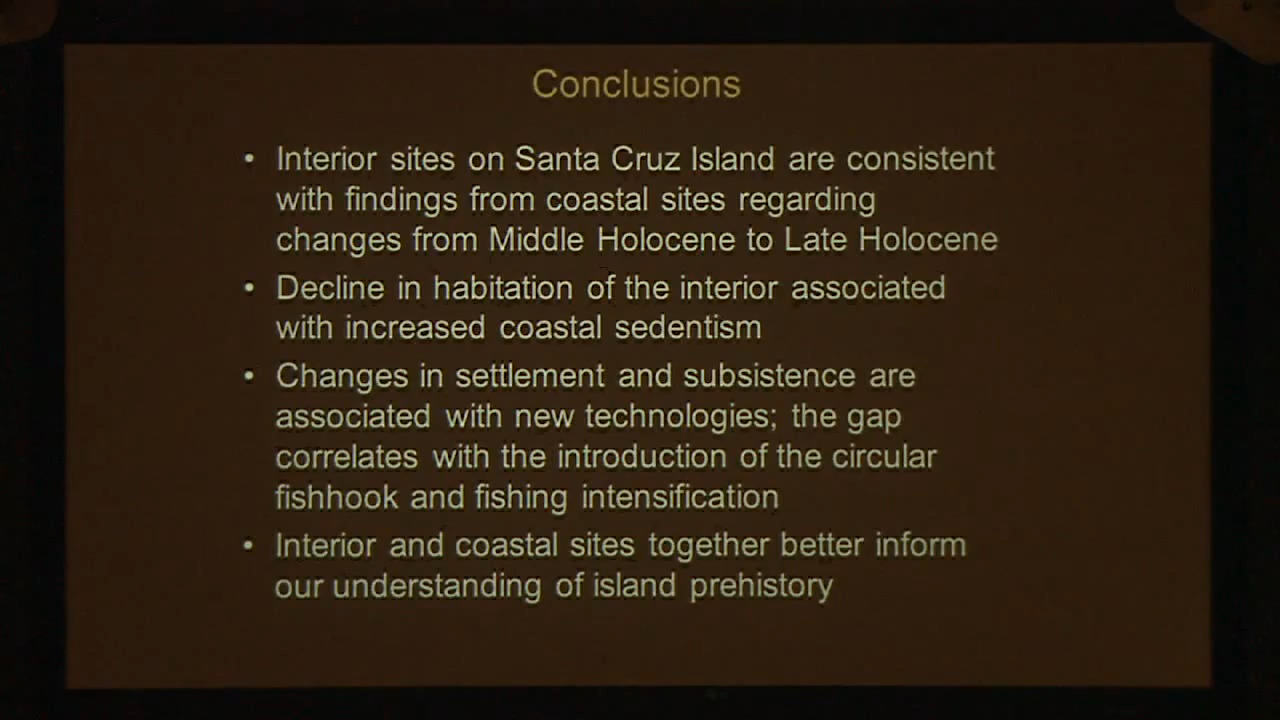 Conclusions
• Interior sites on Santa Cruz Island are consistent
with findings from coastal sites regarding
changes from Middle Holocene to Late Holocene
• Decline in habitation of the interior associated
with increased coastal sedentism
• Changes in settlement and subsistence are
associated with new technologies; the gap
correlates with the introduction of the circular
fishhook and fishing intensification
• Interior and coastal sites together better inform
our understanding of island prehistory